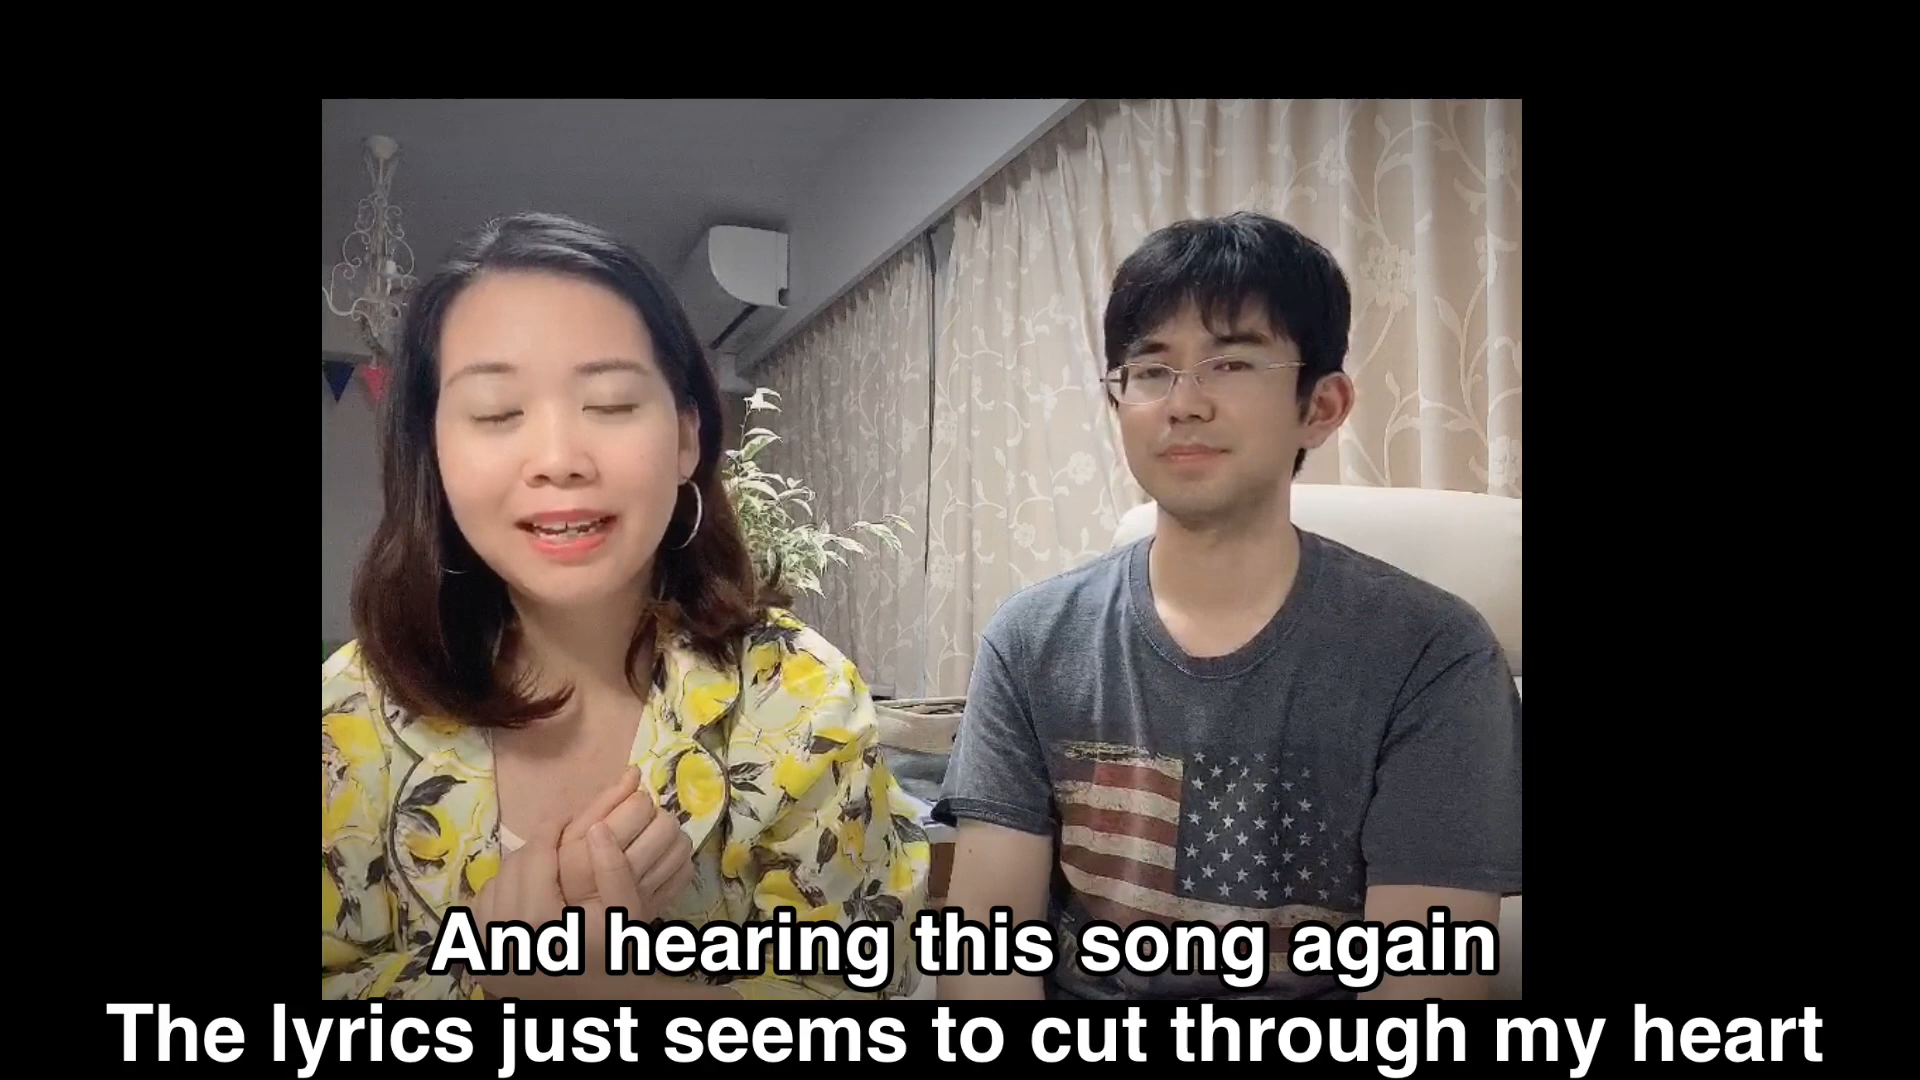 And hearing this song again
The lyrics just seems to cut through my heart